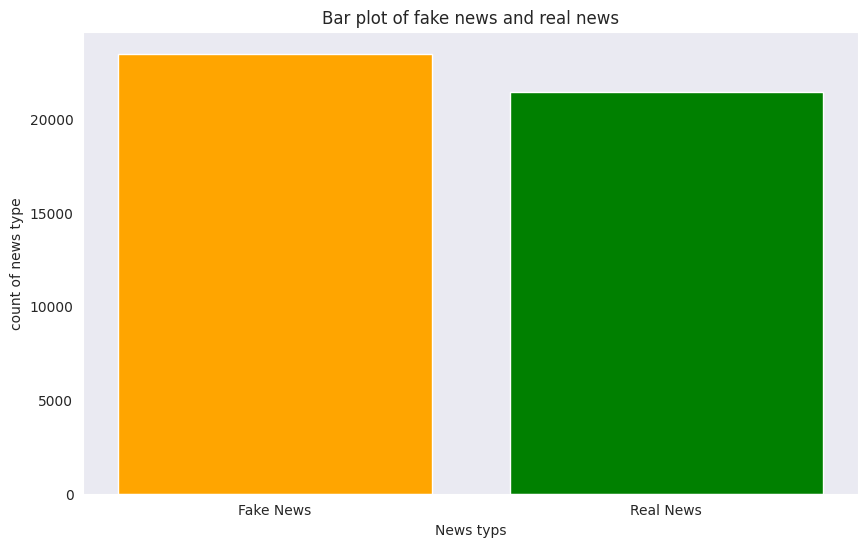 Bar plot of fake news and real news
count of news type
20000
15000
10000
5000
0
Fake News
Real News
News typs